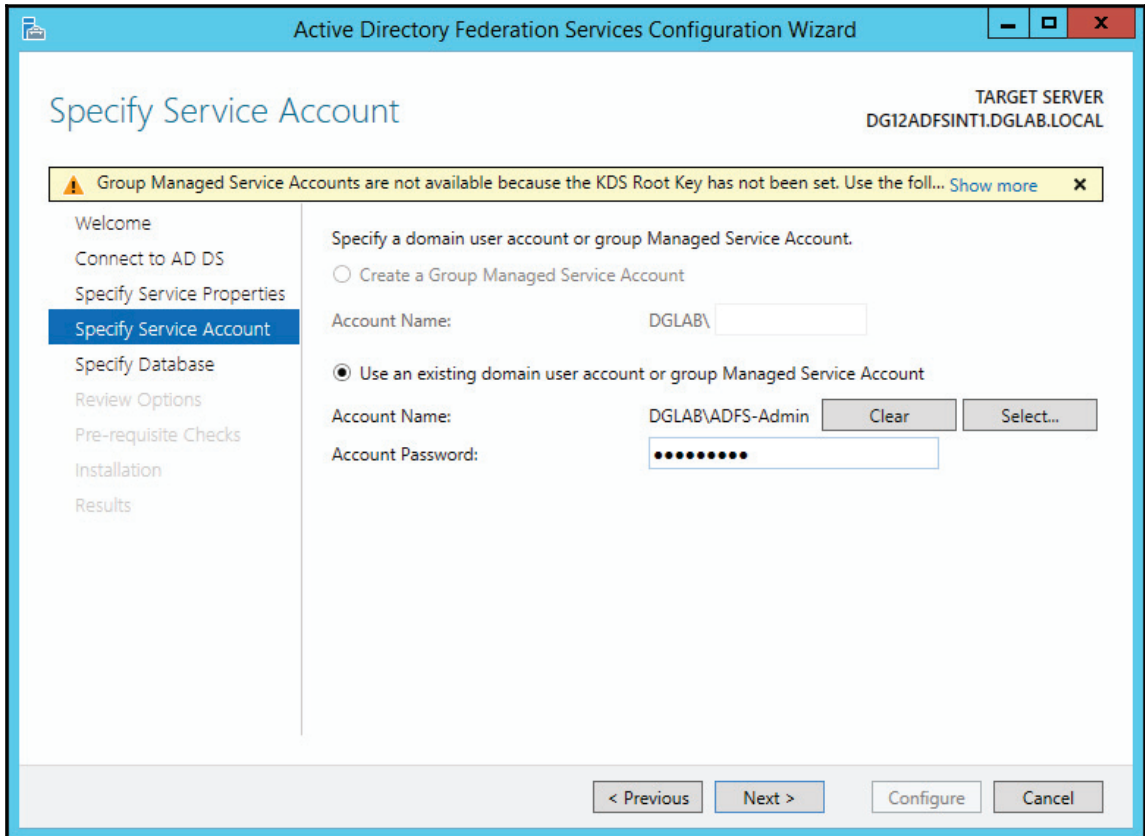 Active Directory Federation Services Configuration Wizard
Specify Service Account
TARGET SERVER
DG12ADFSINT1.DGLAB.LOCAL
Group Managed Service Accounts are not available because the KDS Root Key has not been set. Use the foll... Show more
Welcome
Connect to AD DS
Specify Service Properties
Specify Service Account
Specify Database
Review Options
Pre-requisite Checks
Installation
Results
Specify a domain user account or group Managed Service Account.
Create a Group Managed Service Account
Account Name: DGLAB\
Use an existing domain user account or group Managed Service Account
Account Name: DGLAB\ADFS-Admin Clear Select...
Account Password: •••••••••
< Previous Next > Configure Cancel